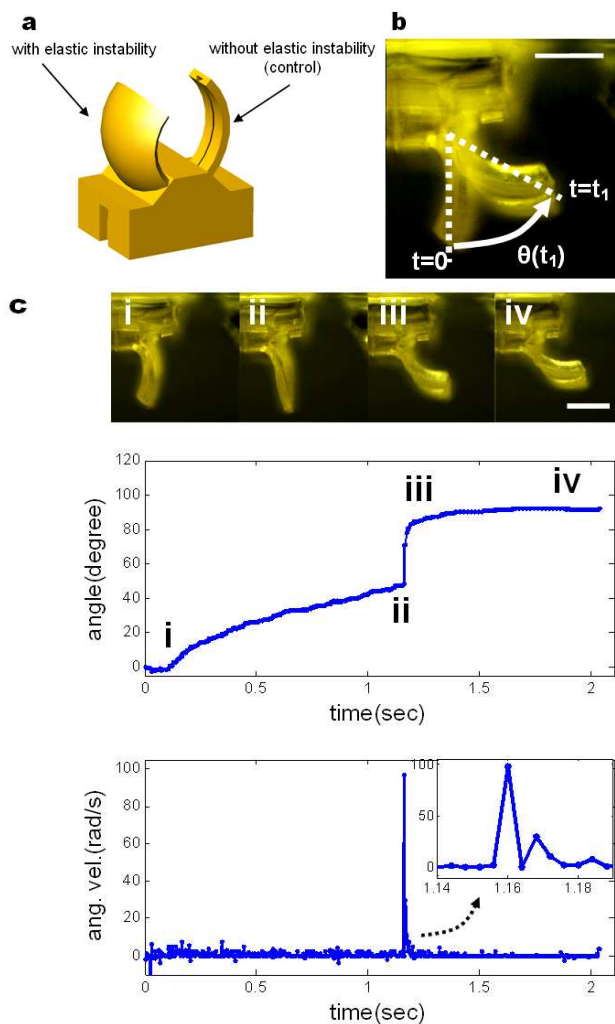 a
with elastic instability
without elastic instability
(control)
b
t=t1
t=0
θ(t1)
c
i
ii
iii
iv
120
100
80
60
40
20
0
angle(degree)
i
ii
iii
iv
0
0.5
1
1.5
2
time(sec)
100
80
60
40
20
0
ang. vel.(rad/s)
100
50
0
1.14
1.16
1.18
0
0.5
1
1.5
2
time(sec)